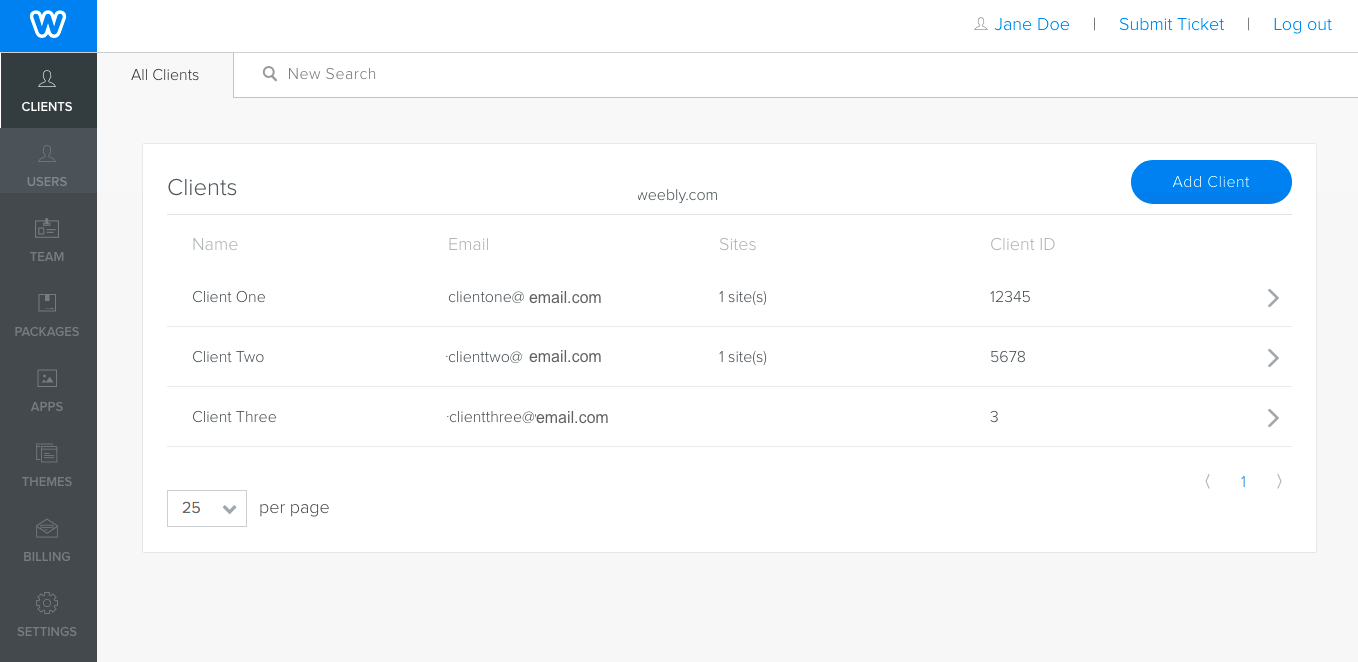 Jane Doe | Submit Ticket | Log out
All Clients New Search
CLIENTS
USERS
TEAM
PACKAGES
APPS
THEMES
BILLING
SETTINGS
Clients weebly.com Add Client
Name Email Sites Client ID
Client One clientone@ email.com 1 site(s) 12345
Client Two clienttwo@ email.com 1 site(s) 5678
Client Three clientthree@email.com 3
1
25 per page